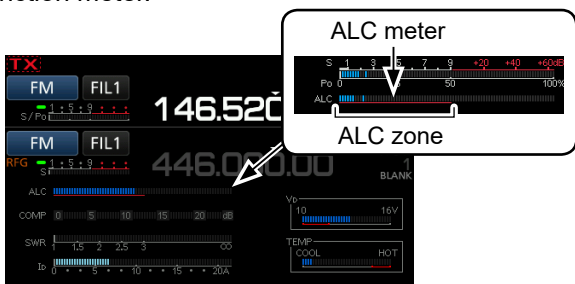 nction meter.
ALC meter
S 1 3 5 7 9 +20 +40 +60dB
Po 0 50 100%
ALC
ALC zone
TX
FM FIL1
S/Po 1 • 5 • 9
146.520
FM FIL1
RFG S 1 • 5 • 9
446.000.00
1
BLANK
ALC
COMP 0 5 10 15 20 dB
SWR 1 1.5 2 2.5 3 ∞
ID 0 5 10 15 20A
VD
10 16V
TEMP
COOL HOT